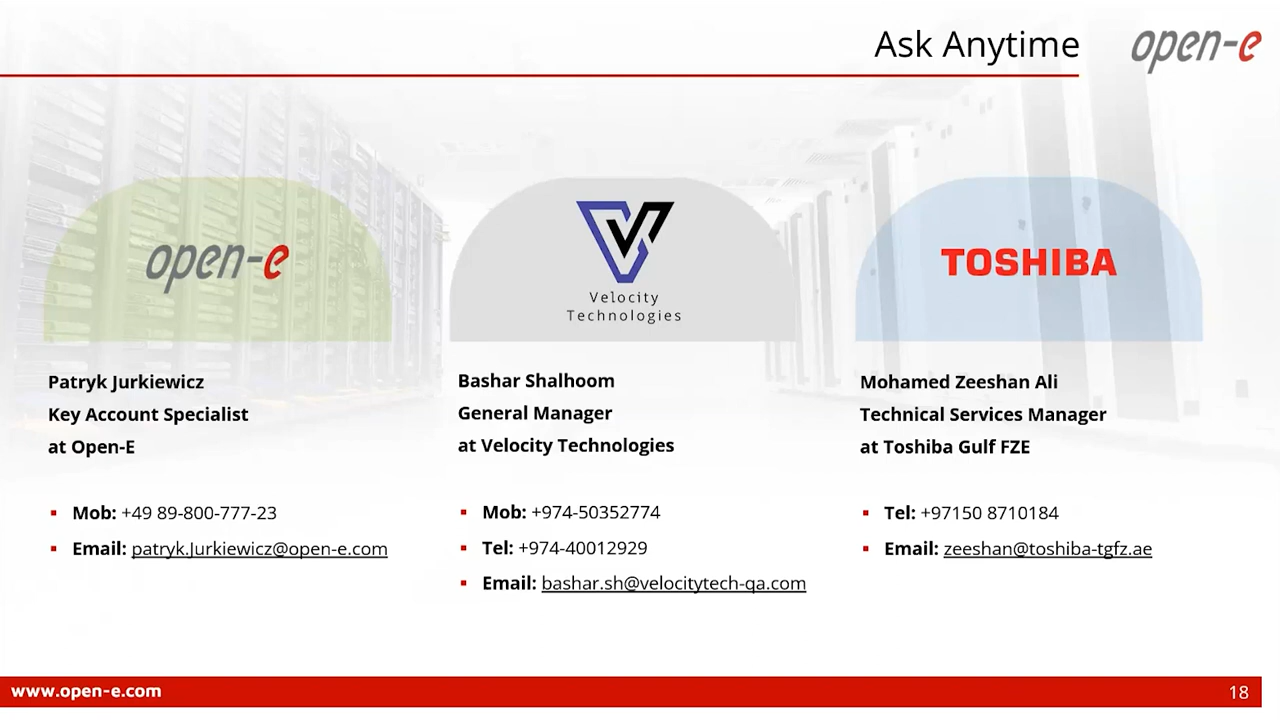 Ask Anytime
open-e
open-e
Velocity
Technologies
TOSHIBA
Patryk Jurkiewicz
Key Account Specialist
at Open-E
Mob: +49 89-800-777-23
Email: patryk.Jurkiewicz@open-e.com
Bashar Shalhoom
General Manager
at Velocity Technologies
Mob: +974-50352774
Tel: +974-40012929
Email: bashar.sh@velocitytech-qa.com
Mohamed Zeeshan Ali
Technical Services Manager
at Toshiba Gulf FZE
Tel: +97150 8710184
Email: zeeshan@toshiba-tgfz.ae
www.open-e.com
18